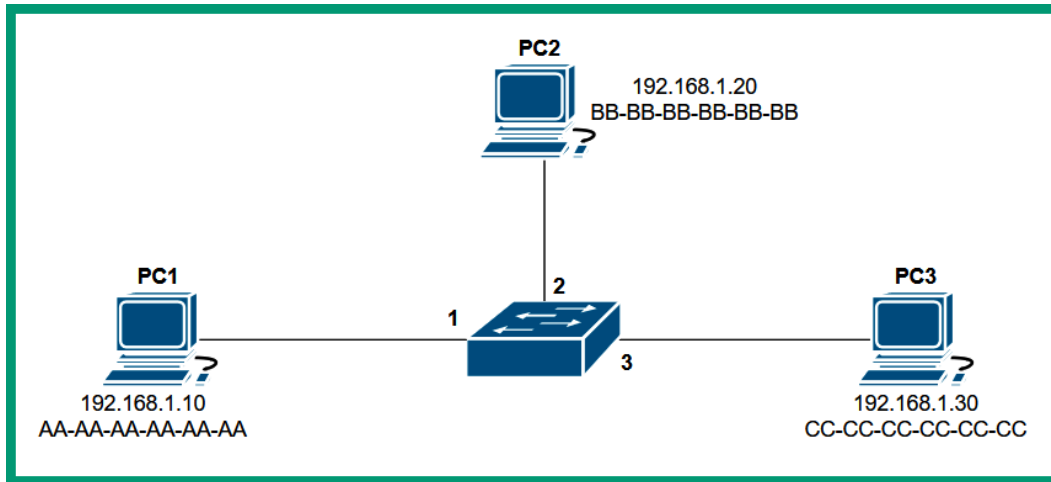 PC2
192.168.1.20
BB-BB-BB-BB-BB-BB
PC1
2
PC3
1
3
192.168.1.10
AA-AA-AA-AA-AA-AA
192.168.1.30
CC-CC-CC-CC-CC-CC